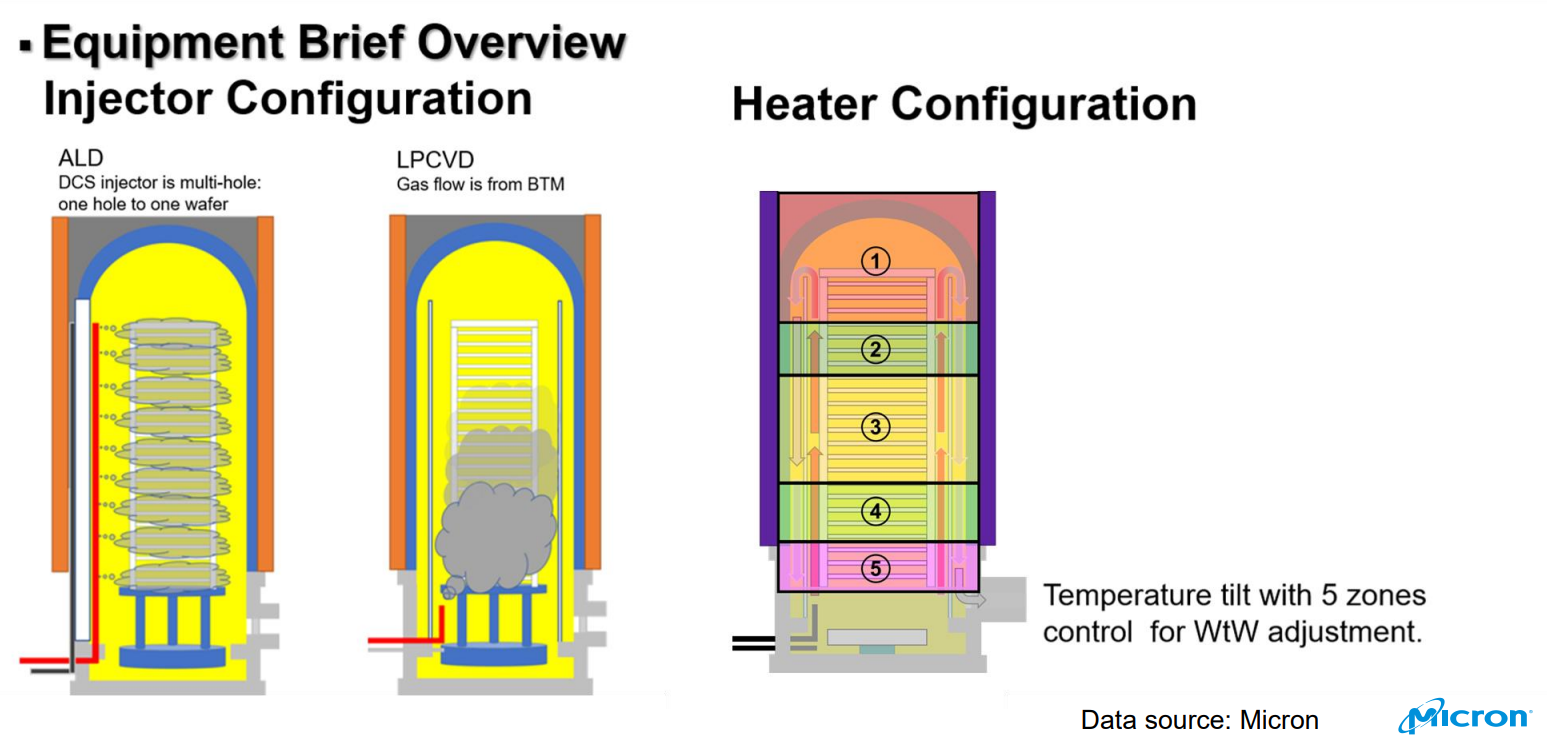 ▪ Equipment Brief Overview
Injector Configuration
Heater Configuration
ALD
DCS injector is multi-hole:
one hole to one wafer
LPCVD
Gas flow is from BTM
1
2
3
4
5
Temperature tilt with 5 zones
control for WtW adjustment.
Data source: Micron
Micron